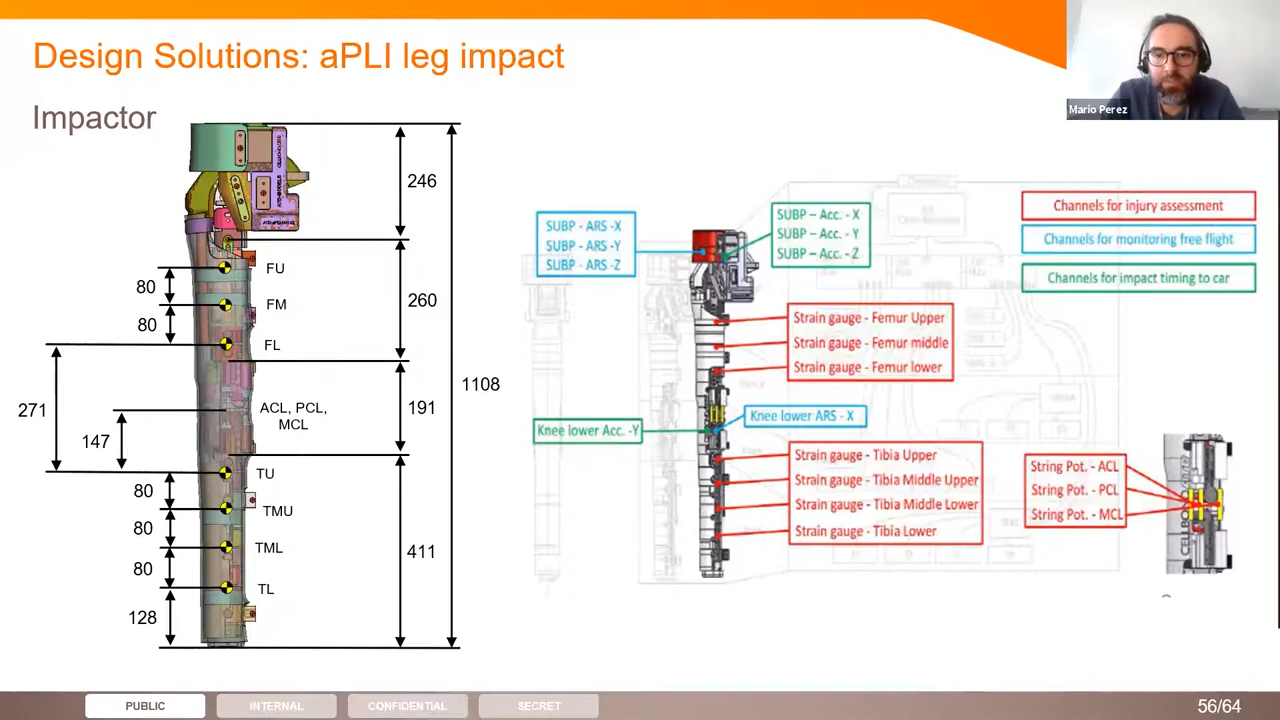 Design Solutions: aPLI leg impact
Mario Perez
Impactor
246
260
191
411
1108
FU
FM
FL
ACL, PCL,
MCL
TU
TMU
TML
TL
80
80
271
147
80
80
80
128
SUBP - ARS -X
SUBP - ARS -Y
SUBP - ARS -Z
SUBP – Acc. - X
SUBP – Acc. - Y
SUBP – Acc. - Z
Channels for injury assessment
Channels for monitoring free flight
Channels for impact timing to car
Strain gauge - Femur Upper
Strain gauge - Femur middle
Strain gauge - Femur lower
Knee lower ARS - X
Knee lower Acc. -Y
Strain gauge - Tibia Upper
Strain gauge - Tibia Middle Upper
Strain gauge - Tibia Middle Lower
Strain gauge - Tibia Lower
String Pot. - ACL
String Pot. - PCL
String Pot. - MCL
PUBLIC
INTERNAL
CONFIDENTIAL
SECRET
56/64